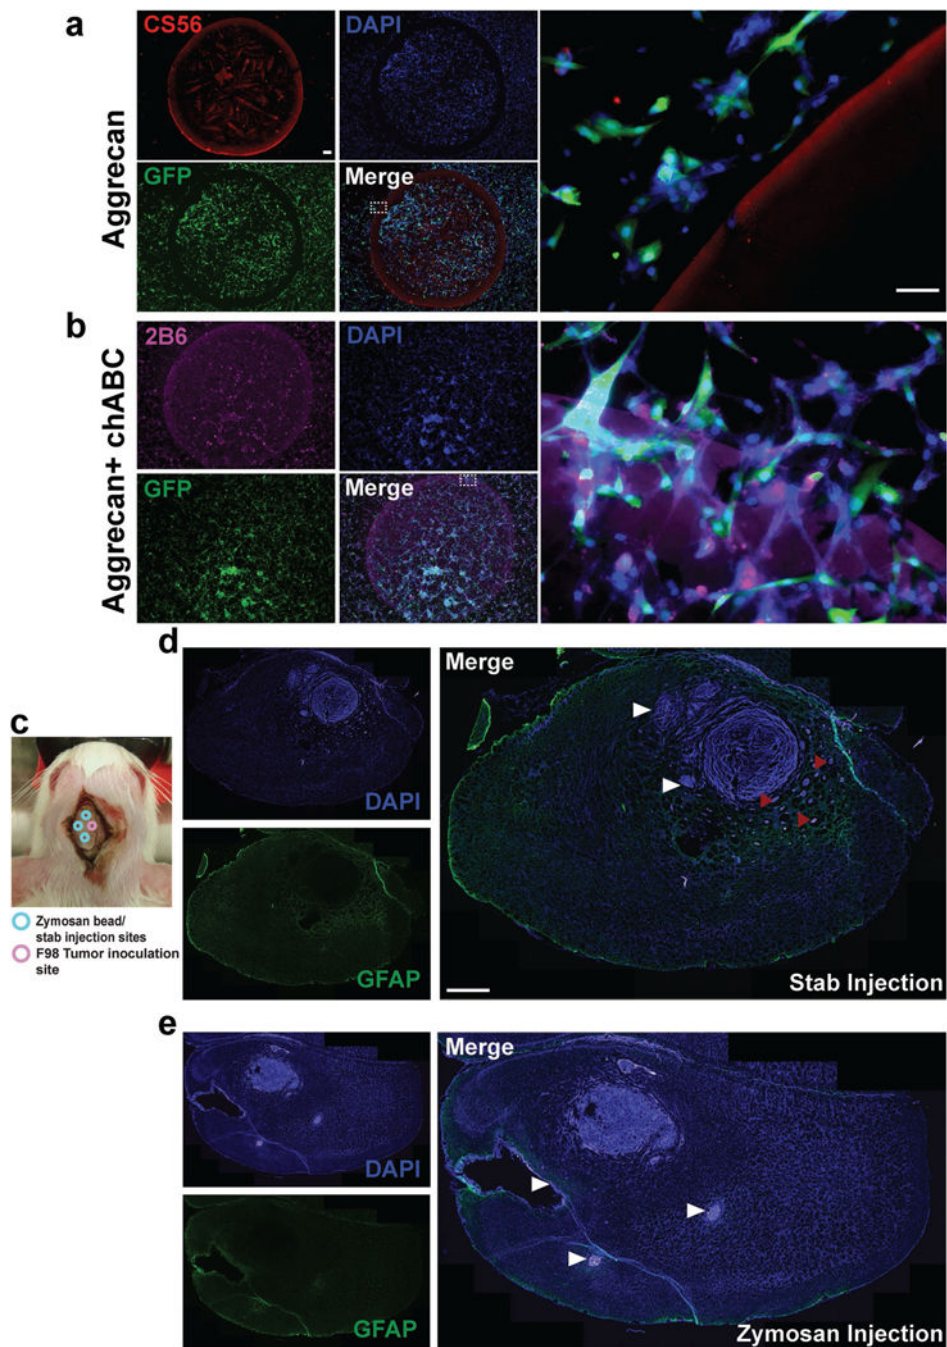 a
Aggrecan
CS56
DAPI
GFP
Merge
b
Aggrecan+ chABC
2B6
DAPI
GFP
Merge
c
Zymosan bead/
stab injection sites
F98 Tumor inoculation
site
d
DAPI
GFAP
Merge
Stab Injection
e
DAPI
GFAP
Merge
Zymosan Injection